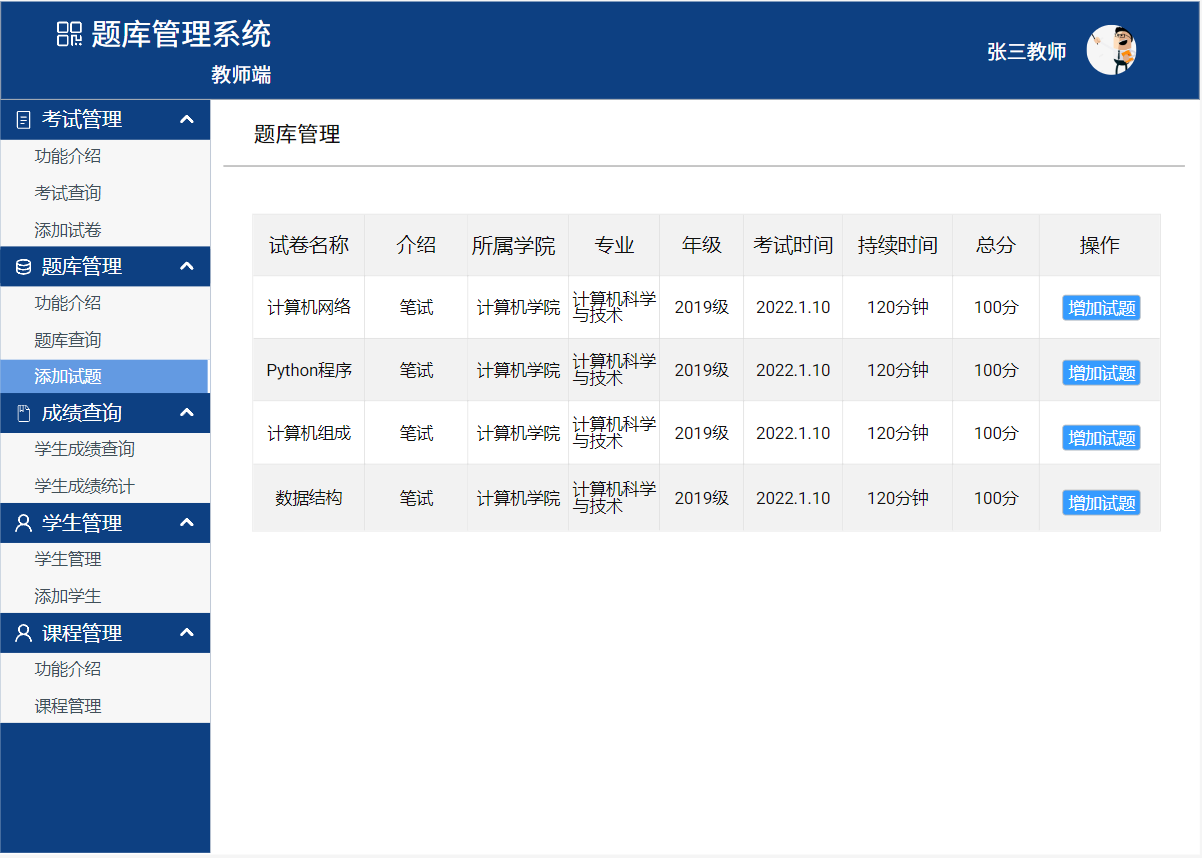 题库管理系统
教师端
张三教师
考试管理
功能介绍
考试查询
添加试卷
题库管理
功能介绍
题库查询
添加试题
成绩查询
学生成绩查询
学生成绩统计
学生管理
学生管理
添加学生
课程管理
功能介绍
课程管理
题库管理
试卷名称 介绍 所属学院 专业 年级 考试时间 持续时间 总分 操作
计算机网络 笔试 计算机学院 计算机科学与技术 2019级 2022.1.10 120分钟 100分 增加试题
Python程序 笔试 计算机学院 计算机科学与技术 2019级 2022.1.10 120分钟 100分 增加试题
计算机组成 笔试 计算机学院 计算机科学与技术 2019级 2022.1.10 120分钟 100分 增加试题
数据结构 笔试 计算机学院 计算机科学与技术 2019级 2022.1.10 120分钟 100分 增加试题